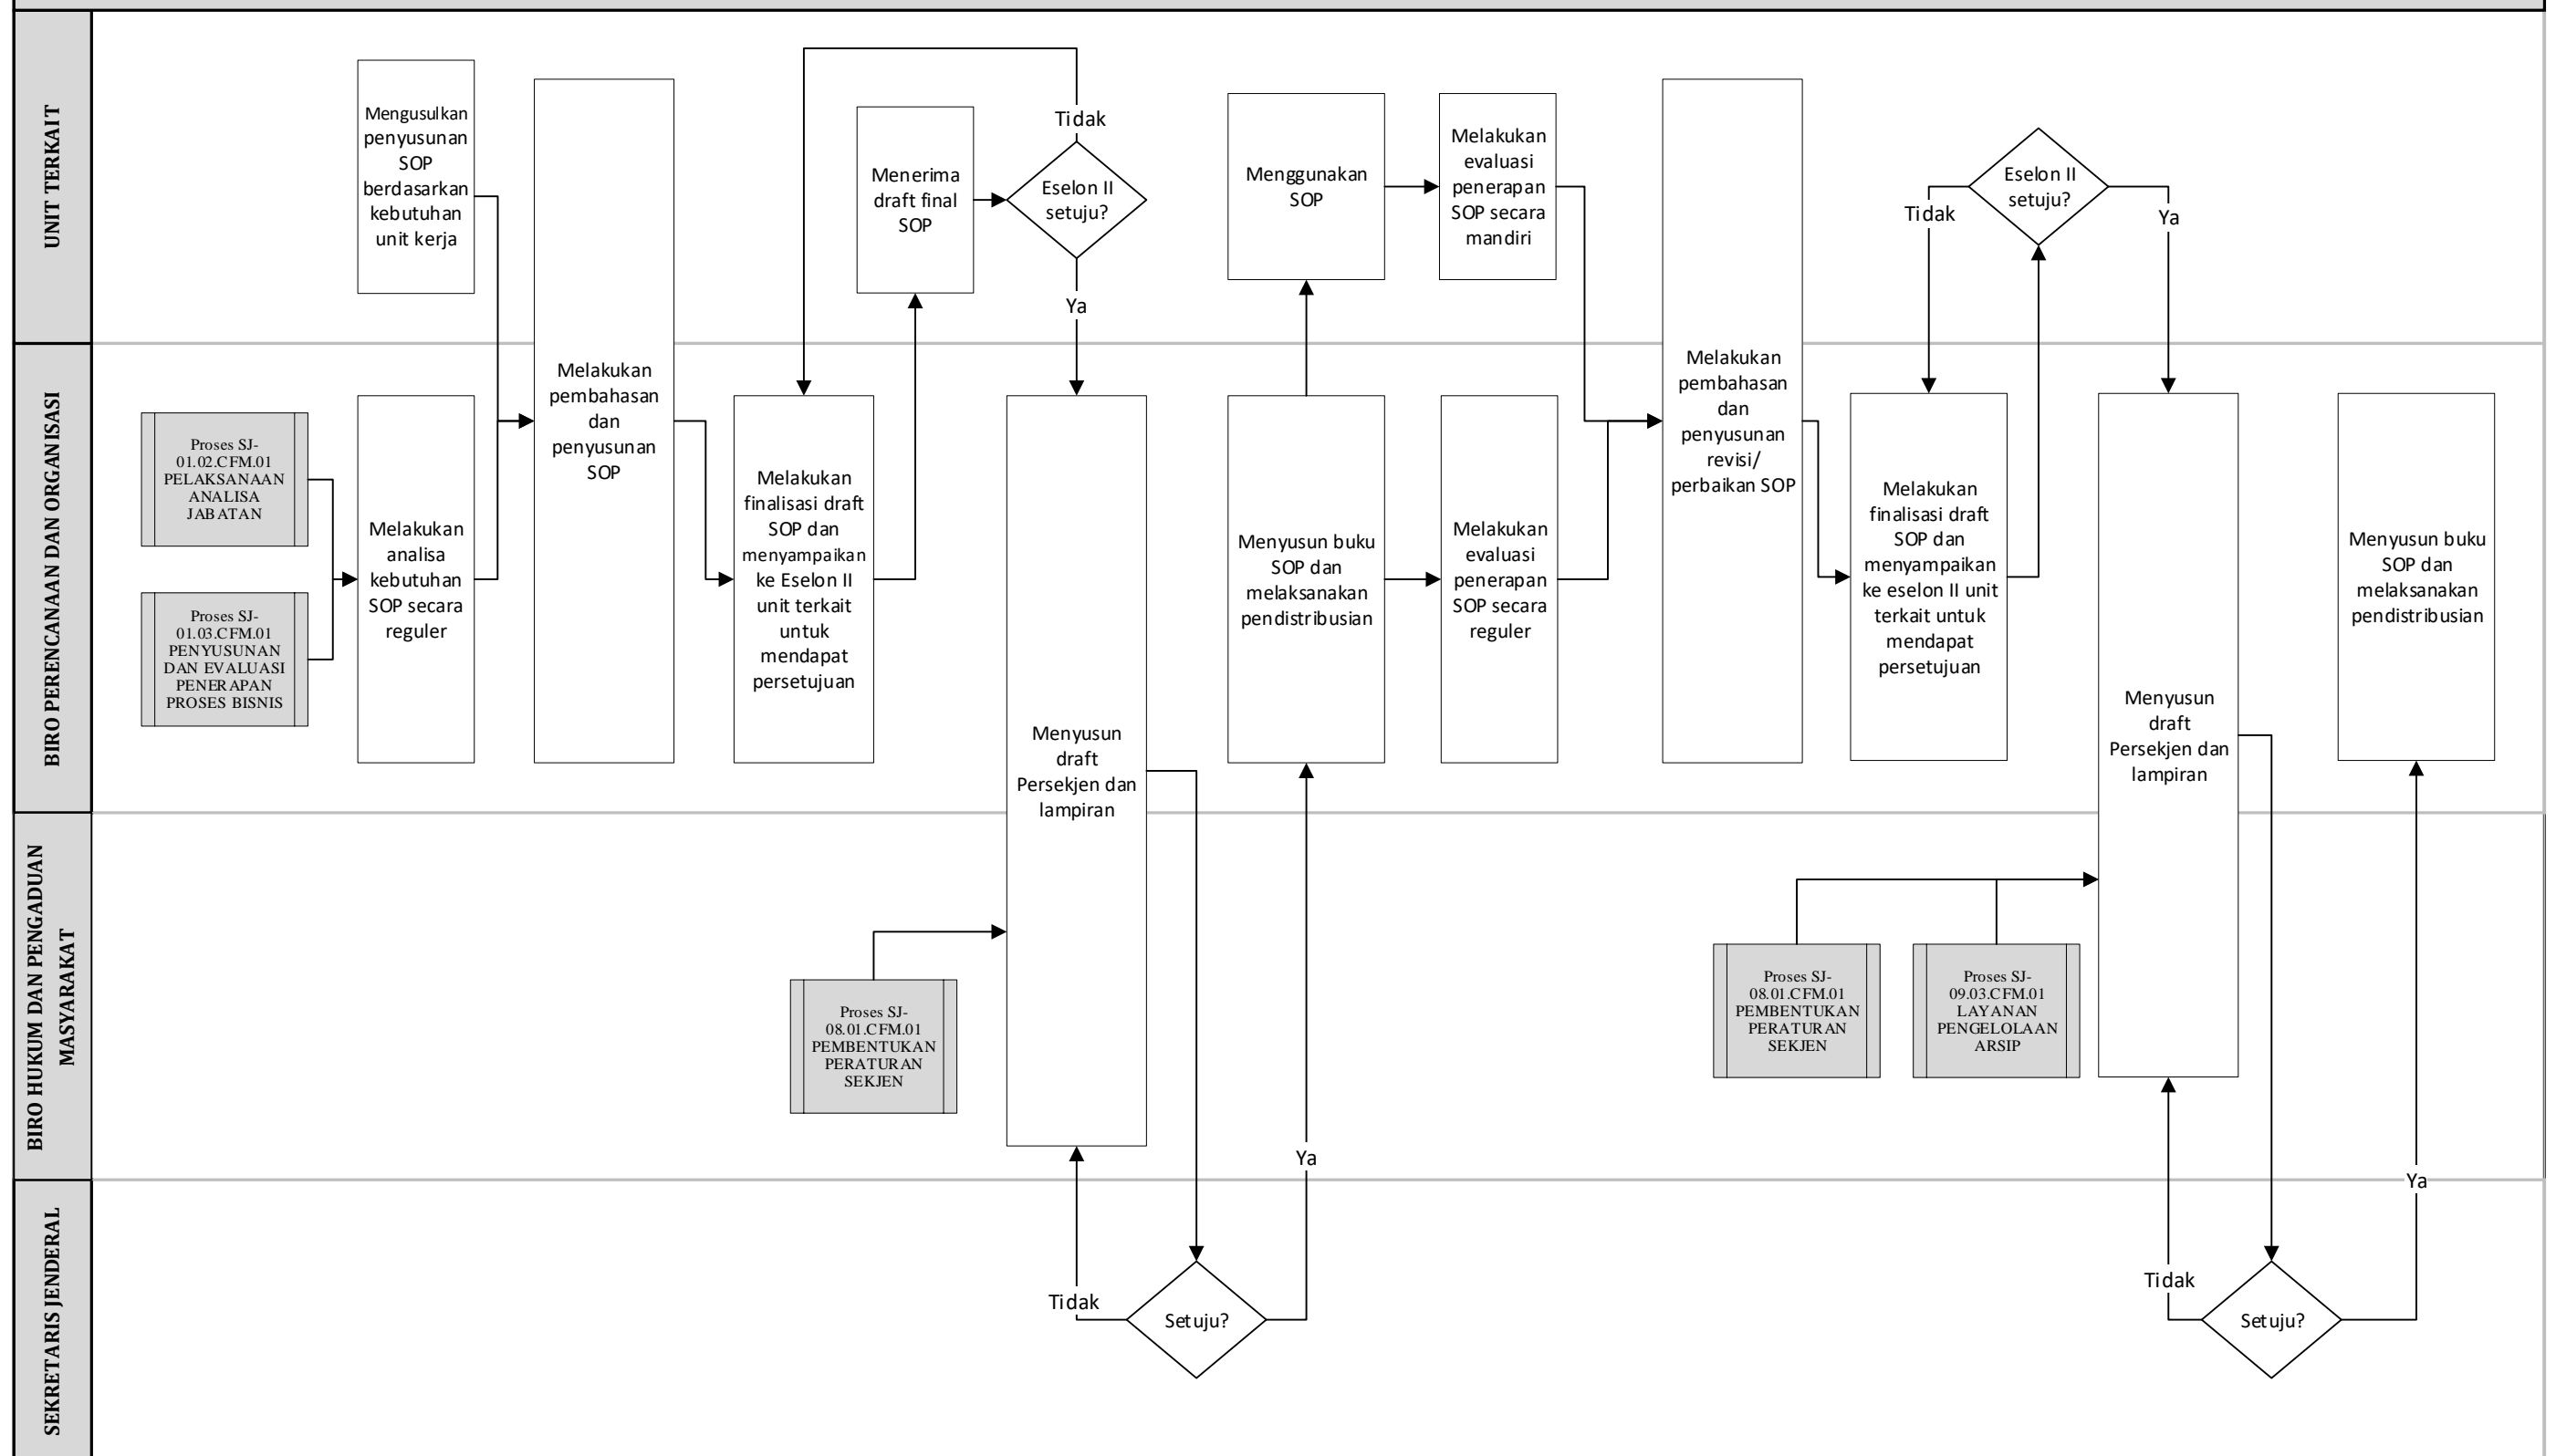 UNIT TERKAIT
Mengusulkan
penyusunan
SOP
berdasarkan
kebutuhan
unit kerja
Menerima
draft final
SOP
Tidak
Eselon II
setuju?
Ya
Menggunakan
SOP
Melakukan
evaluasi
penerapan
SOP secara
mandiri
Tidak
Eselon II
setuju?
Ya
BIRO PERENCANAAN DAN ORGANISASI
Proses SJ-
01.02.CFM.01
PELAKSANAAN
ANALISA
JABATAN
Proses SJ-
01.03.CFM.01
PENYUSUNAN
DAN EVALUASI
PENERAPAN
PROSES BISNIS
Melakukan
analisa
kebutuhan
SOP secara
reguler
Melakukan
pembahasan
dan
penyusunan
SOP
Melakukan
finalisasi draft
SOP dan
menyampaikan
ke Eselon II
unit terkait
untuk
mendapat
persetujuan
Menyusun
draft
Persekjen dan
lampiran
Menyusun buku
SOP dan
melaksanakan
pendistribusian
Melakukan
evaluasi
penerapan
SOP secara
reguler
Melakukan
pembahasan
dan
penyusunan
revisi/
perbaikan SOP
Melakukan
finalisasi draft
SOP dan
menyampaikan
ke eselon II unit
terkait untuk
mendapat
persetujuan
Menyusun
draft
Persekjen dan
lampiran
Menyusun buku
SOP dan
melaksanakan
pendistribusian
BIRO HUKUM DAN PENGADUAN
MASYARAKAT
Proses SJ-
08.01.CFM.01
PEMBENTUKAN
PERATURAN
SEKJEN
Ya
Proses SJ-
08.01.CFM.01
PEMBENTUKAN
PERATURAN
SEKJEN
Proses SJ-
09.03.CFM.01
LAYANAN
PENGELOLAAN
ARSIP
Ya
SEKRETARIS JENDERAL
Tidak
Setuju?
Tidak
Setuju?